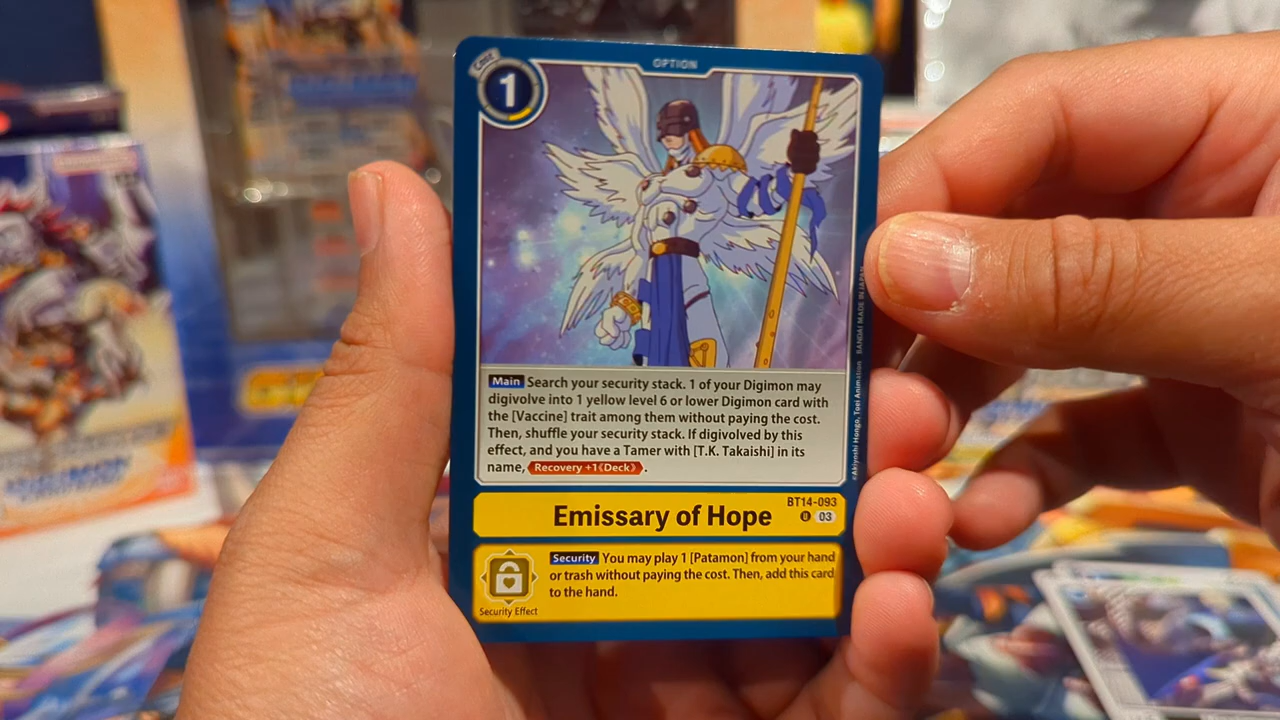 OPTION
COST
1
Main Search your security stack. 1 of your Digimon may
digivolve into 1 yellow level 6 or lower Digimon card with
the [Vaccine] trait among them without paying the cost.
Then, shuffle your security stack. If digivolved by this
effect, and you have a Tamer with [T.K. Takaishi] in its
name, Recovery +1《Deck》.
©Akiyoshi Hongo, Toei Animation BANDAI MADE IN JAPAN
BT14-093
Emissary of Hope
U 03
Security You may play 1 [Patamon] from your hand
or trash without paying the cost. Then, add this card
to the hand.
Security Effect